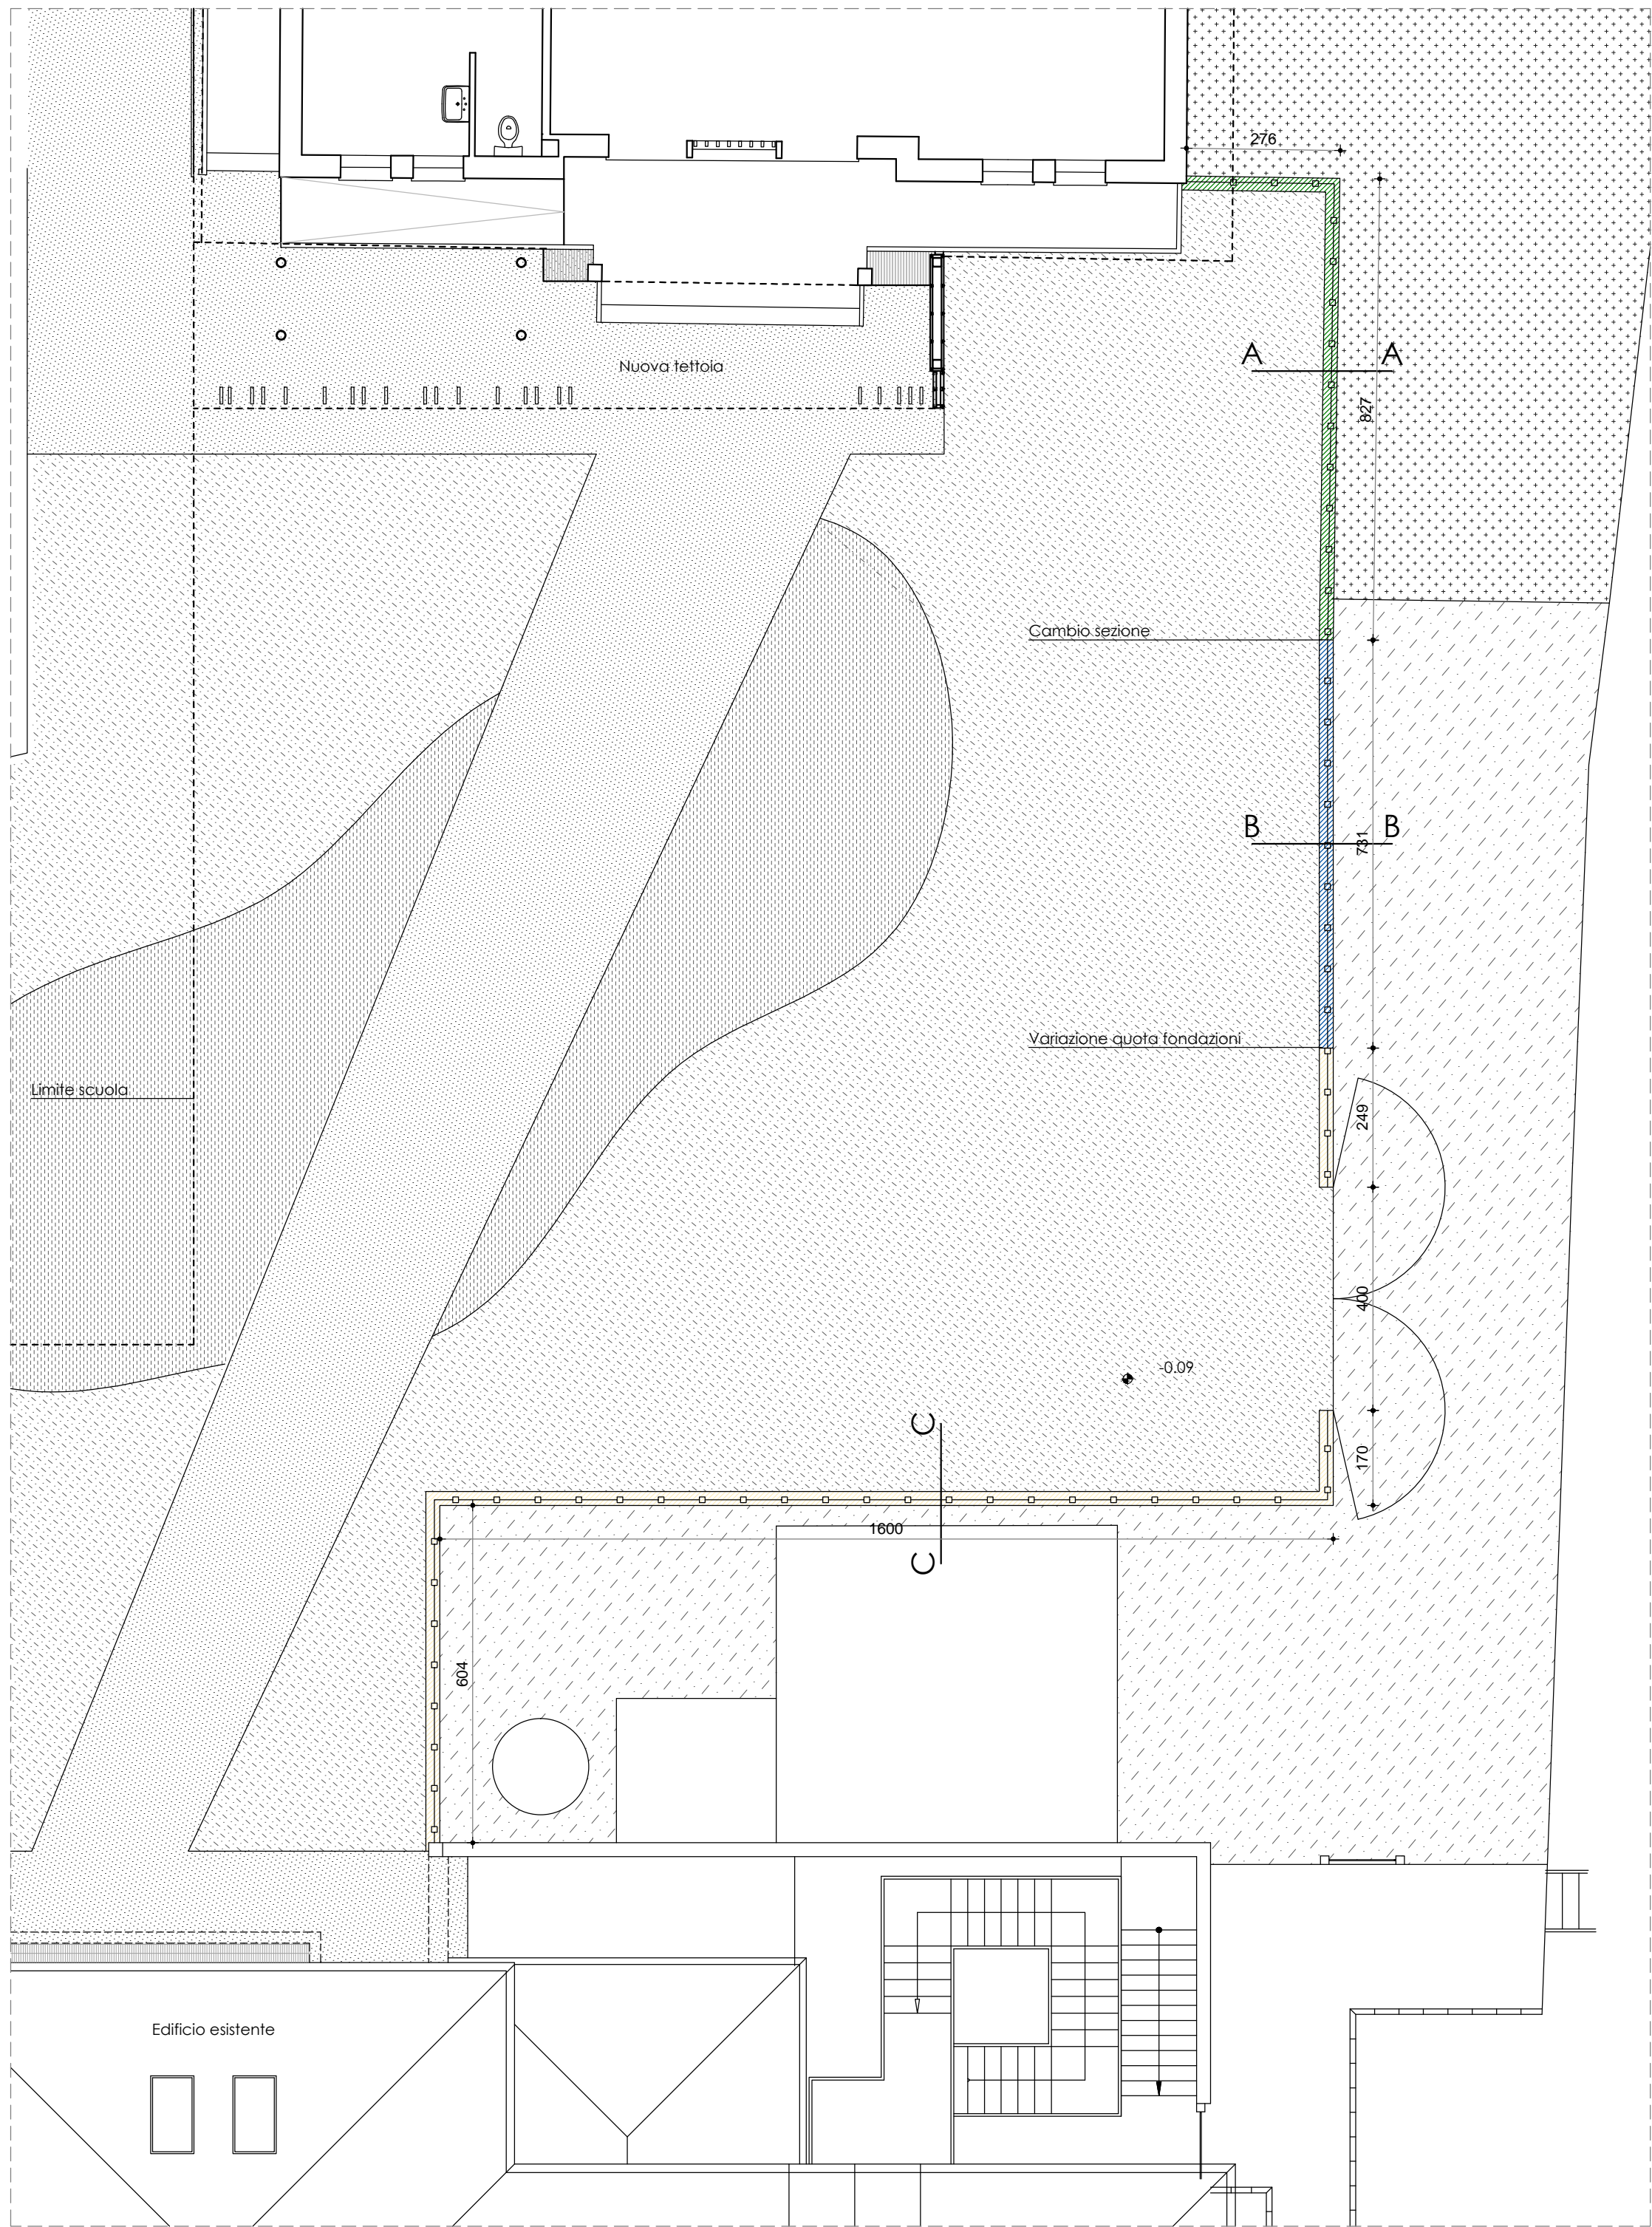 276
Nuova tettoia
A A
827
Cambio sezione
B B
731
Variazione quota fondazioni
Limite scuola
249
400
-0.09
C
170
1600
C
604
Edificio esistente